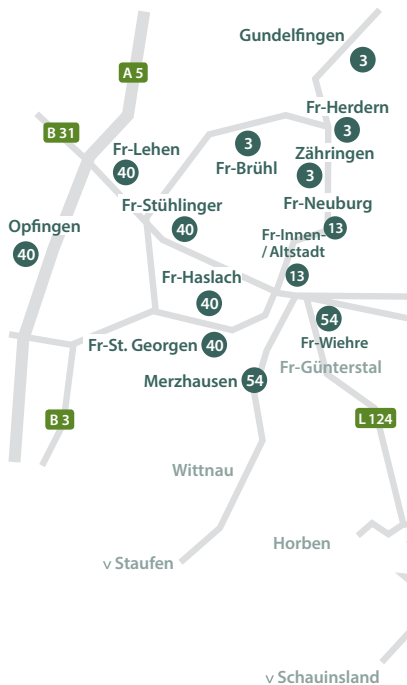 Gundelfingen
3
A 5
Fr-Herdern
3
B 31
Fr-Lehen
40
3
Fr-Brühl
Zähringen
3
Fr-Stühlinger
40
Fr-Neuburg
13
Opfingen
40
Fr-Innen-
/Altstadt
13
Fr-Haslach
40
54
Fr-Wiehre
Fr-St. Georgen 40
Fr-Günterstal
Merzhausen 54
B 3
L 124
Wittnau
Horben
v Staufen
v Schauinsland